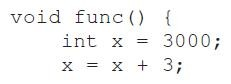 void func() {
    int x = 3000;
    x = x + 3;